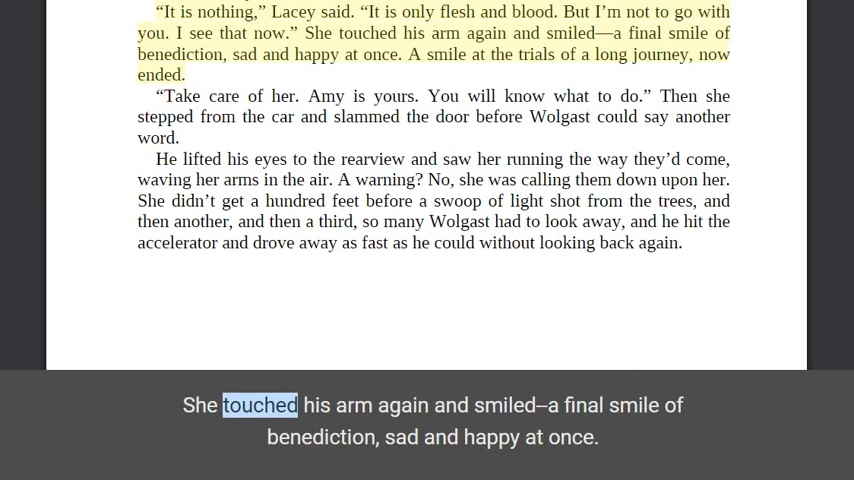 “It is nothing,” Lacey said. “It is only flesh and blood. But I’m not to go with
you. I see that now.” She touched his arm again and smiled—a final smile of
benediction, sad and happy at once. A smile at the trials of a long journey, now
ended.
“Take care of her. Amy is yours. You will know what to do.” Then she
stepped from the car and slammed the door before Wolgast could say another
word.
He lifted his eyes to the rearview and saw her running the way they’d come,
waving her arms in the air. A warning? No, she was calling them down upon her.
She didn’t get a hundred feet before a swoop of light shot from the trees, and
then another, and then a third, so many Wolgast had to look away, and he hit the
accelerator and drove away as fast as he could without looking back again.
She touched his arm again and smiled--a final smile of
benediction, sad and happy at once.